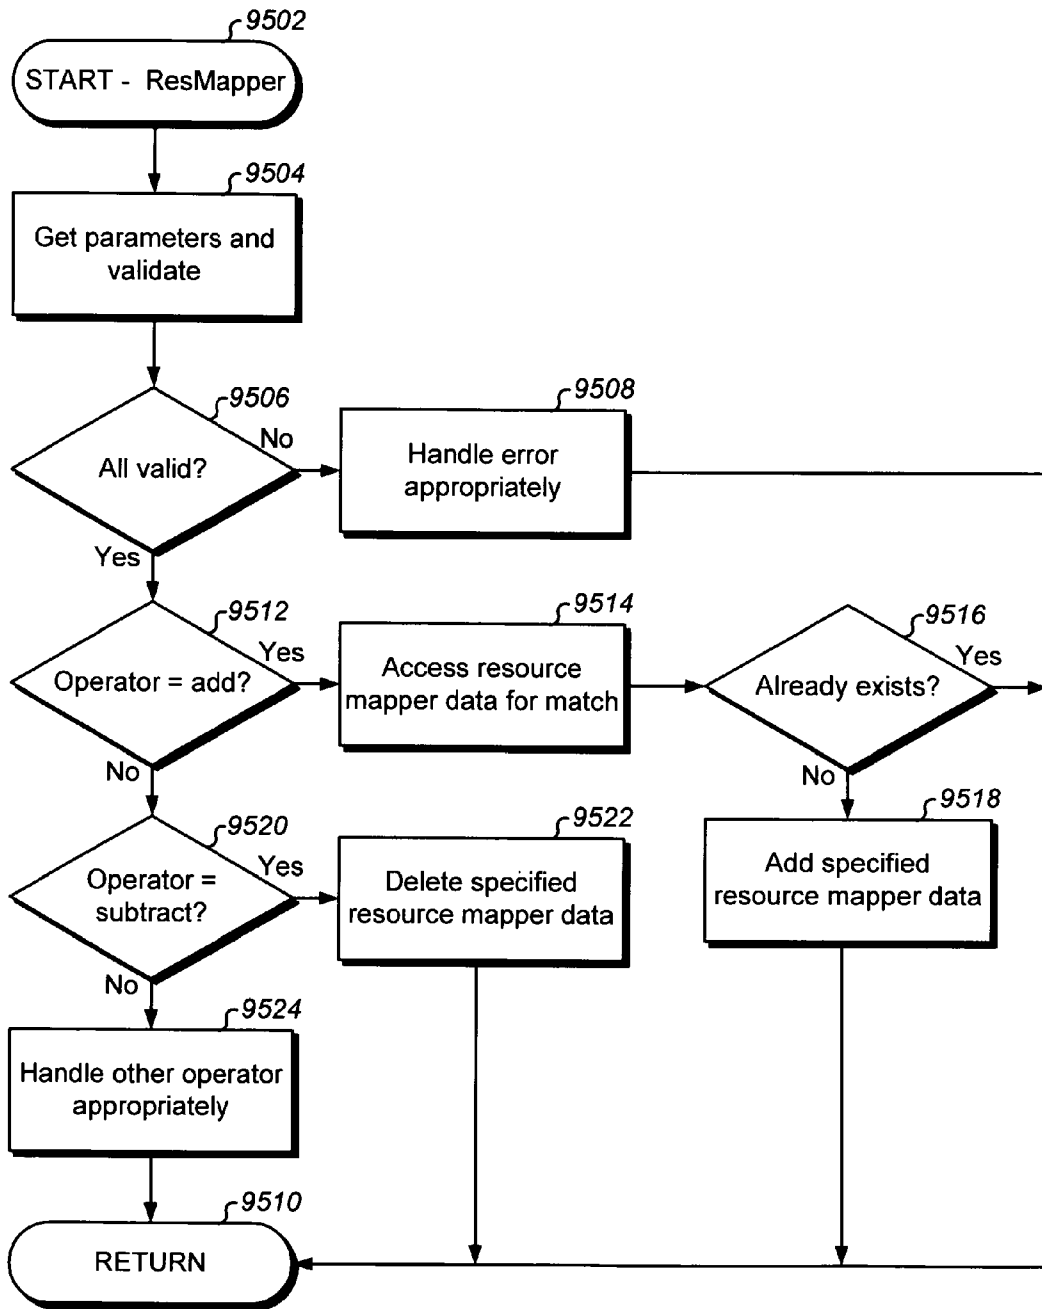 9502
START - ResMapper
9504
Get parameters and
validate
9506
All valid?
No
Yes
9508
Handle error
appropriately
9512
Operator = add?
Yes
No
9514
Access resource
mapper data for match
9516
Already exists?
Yes
No
9518
Add specified
resource mapper data
9520
Operator =
subtract?
Yes
No
9522
Delete specified
resource mapper data
9524
Handle other operator
appropriately
9510
RETURN